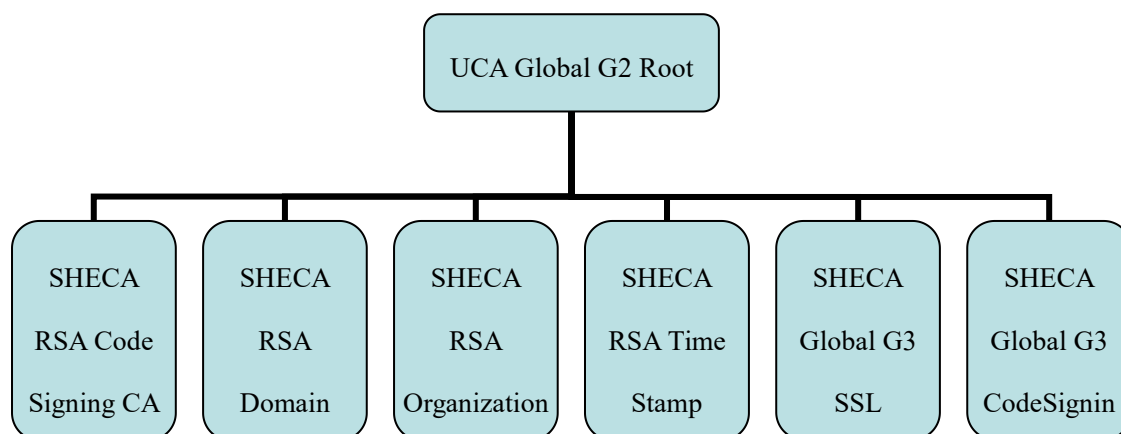 UCA Global G2 Root
SHECA
RSA Code
Signing CA
SHECA
RSA
Domain
SHECA
RSA
Organization
SHECA
RSA Time
Stamp
SHECA
Global G3
SSL
SHECA
Global G3
CodeSignin